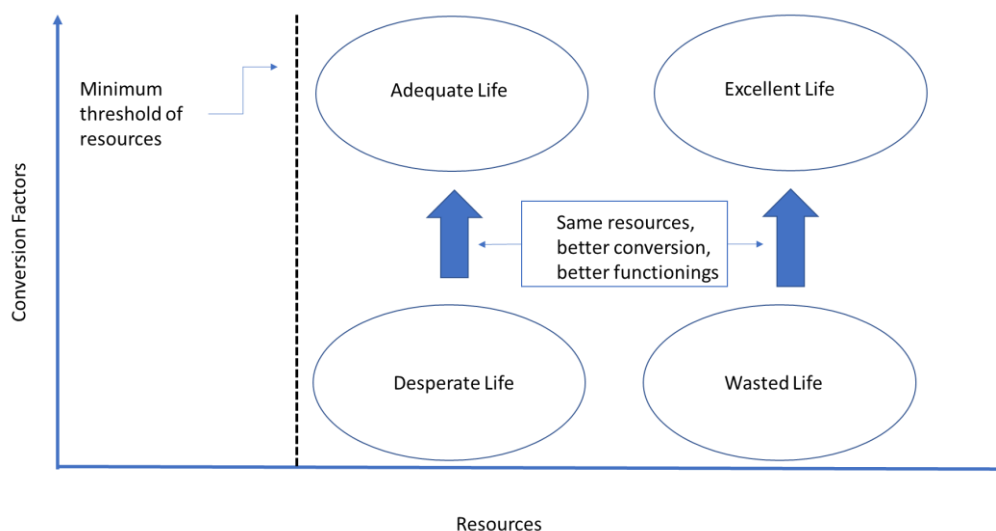 Minimum
threshold of
resources
Adequate Life
Excellent Life
Conversion Factors
Same resources,
better conversion,
better functionings
Desperate Life
Wasted Life
Resources